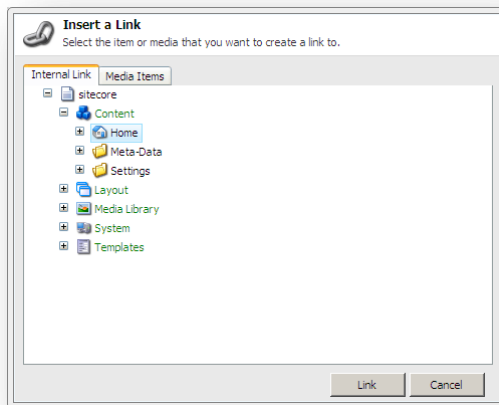 Insert a Link
Select the item or media that you want to create a link to.
Internal Link
Media Items
sitecore
Content
Home
Meta-Data
Settings
Layout
Media Library
System
Templates
Link
Cancel